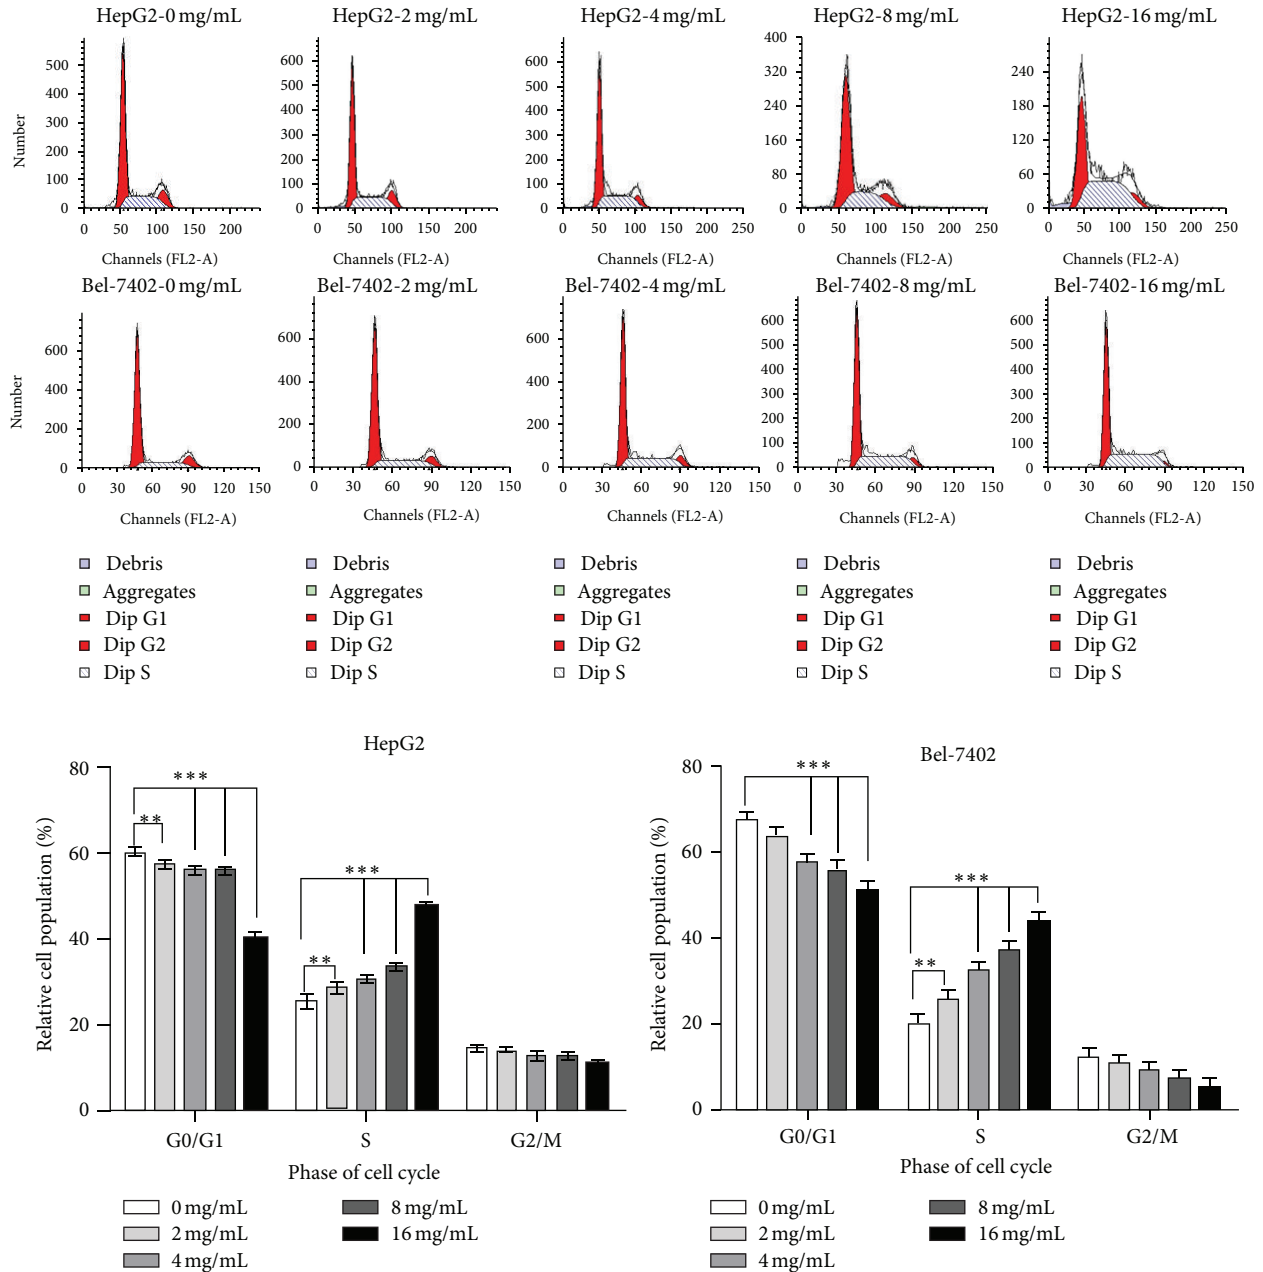 HepG2-0 mg/mL HepG2-2 mg/mL HepG2-4 mg/mL HepG2-8 mg/mL HepG2-16 mg/mL
Number
500
400
300
200
100
0
0 50 100 150 200
Channels (FL2-A)
600
500
400
300
200
100
0
0 50 100 150 200
Channels (FL2-A)
600
500
400
300
200
100
0
0 50 100 150 200 250
Channels (FL2-A)
400
320
240
160
80
0
0 50 100 150 200 250
Channels (FL2-A)
240
180
120
60
0
0 50 100 150 200 250
Channels (FL2-A)
Bel-7402-0 mg/mL Bel-7402-2 mg/mL Bel-7402-4 mg/mL Bel-7402-8 mg/mL Bel-7402-16 mg/mL
Number
600
400
200
0
0 30 60 90 120 150
Channels (FL2-A)
600
400
200
0
0 30 60 90 120 150
Channels (FL2-A)
600
400
200
0
0 30 60 90 120 150
Channels (FL2-A)
600
500
400
300
200
100
0
0 30 60 90 120 150
Channels (FL2-A)
600
500
400
300
200
100
0
0 30 60 90 120 150
Channels (FL2-A)
Debris Debris Debris Debris Debris
Aggregates Aggregates Aggregates Aggregates Aggregates
Dip G1 Dip G1 Dip G1 Dip G1 Dip G1
Dip G2 Dip G2 Dip G2 Dip G2 Dip G2
Dip S Dip S Dip S Dip S Dip S
HepG2
Relative cell population (%)
80
60
40
20
0
***
**
***
**
G0/G1 S G2/M
Phase of cell cycle
0 mg/mL 8 mg/mL
2 mg/mL 16 mg/mL
4 mg/mL
Bel-7402
Relative cell population (%)
80
60
40
20
0
***
***
**
G0/G1 S G2/M
Phase of cell cycle
0 mg/mL 8 mg/mL
2 mg/mL 16 mg/mL
4 mg/mL